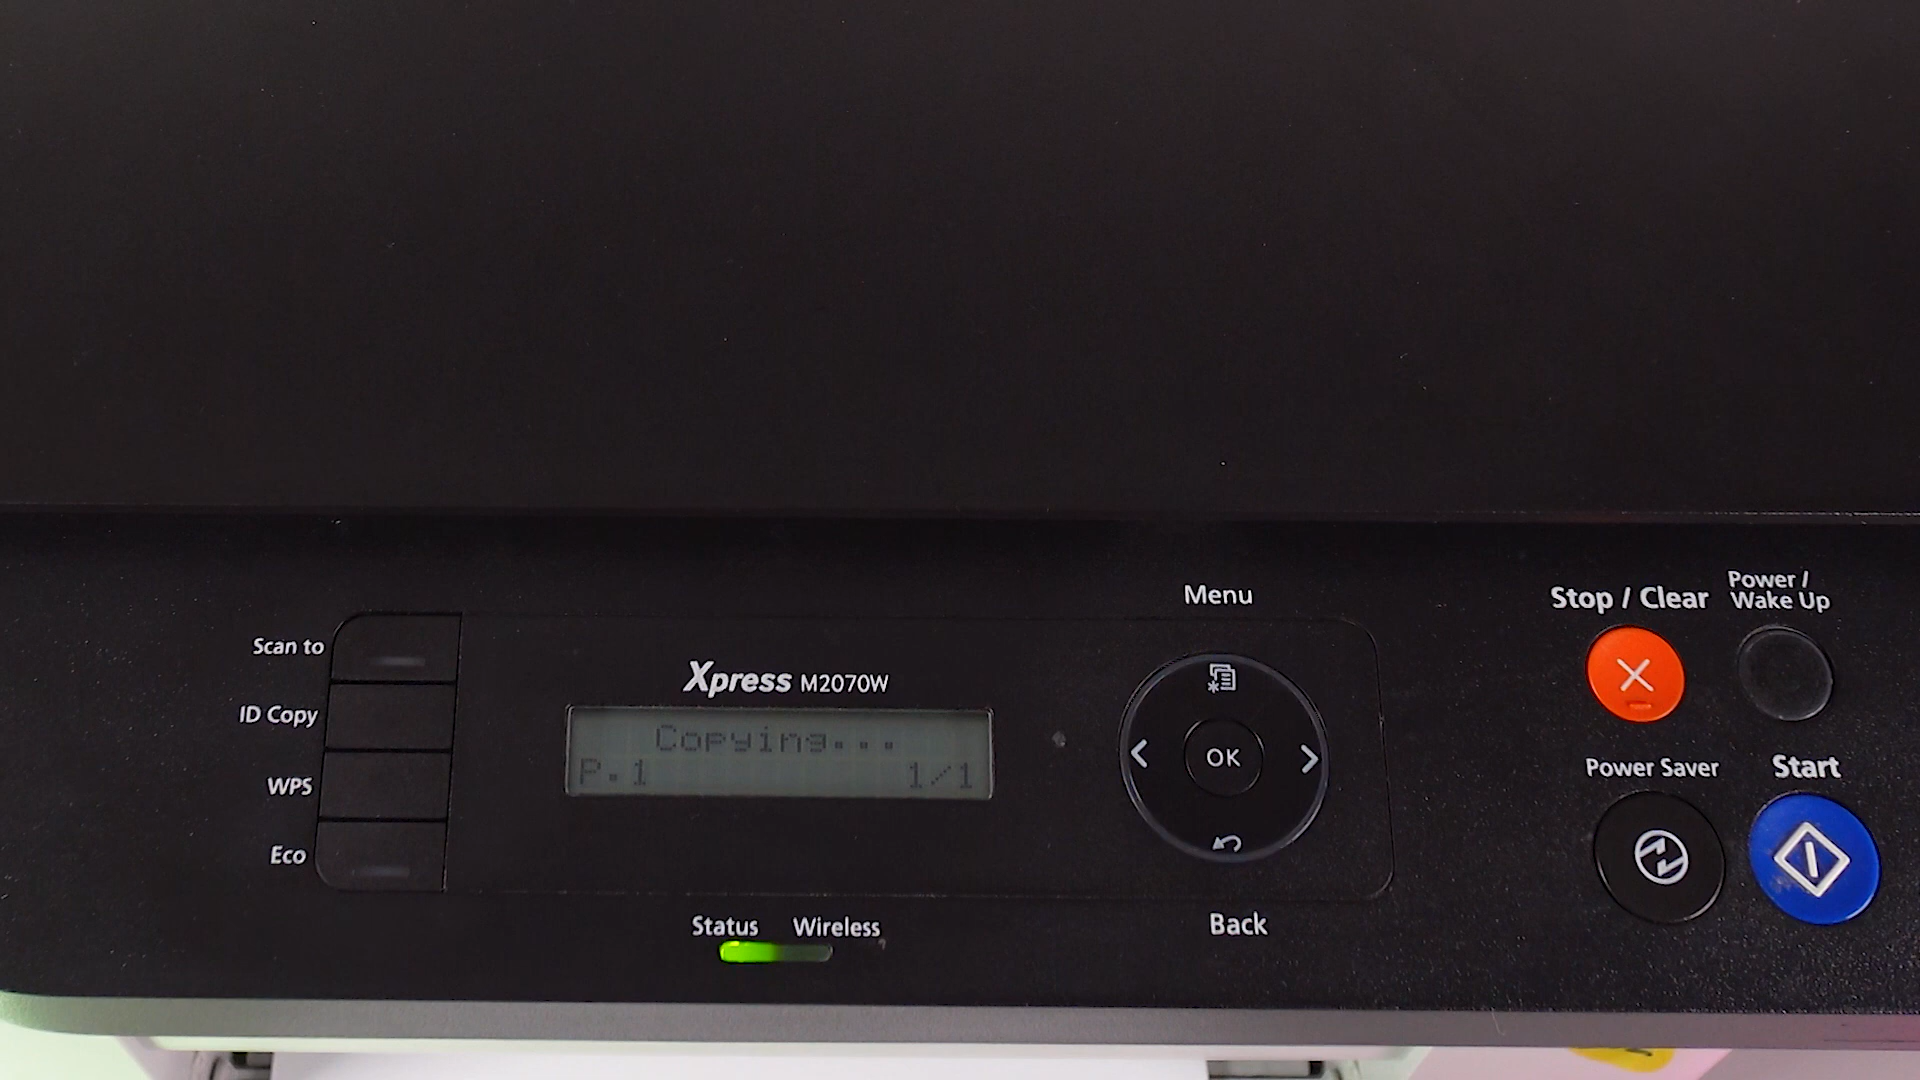 Menu
Stop / Clear
Power /
Wake Up
Scan to
ID Copy
WPS
Eco
Xpress M2070W
Copying...
P.1 1/1
OK
Power Saver
Start
Status Wireless
Back